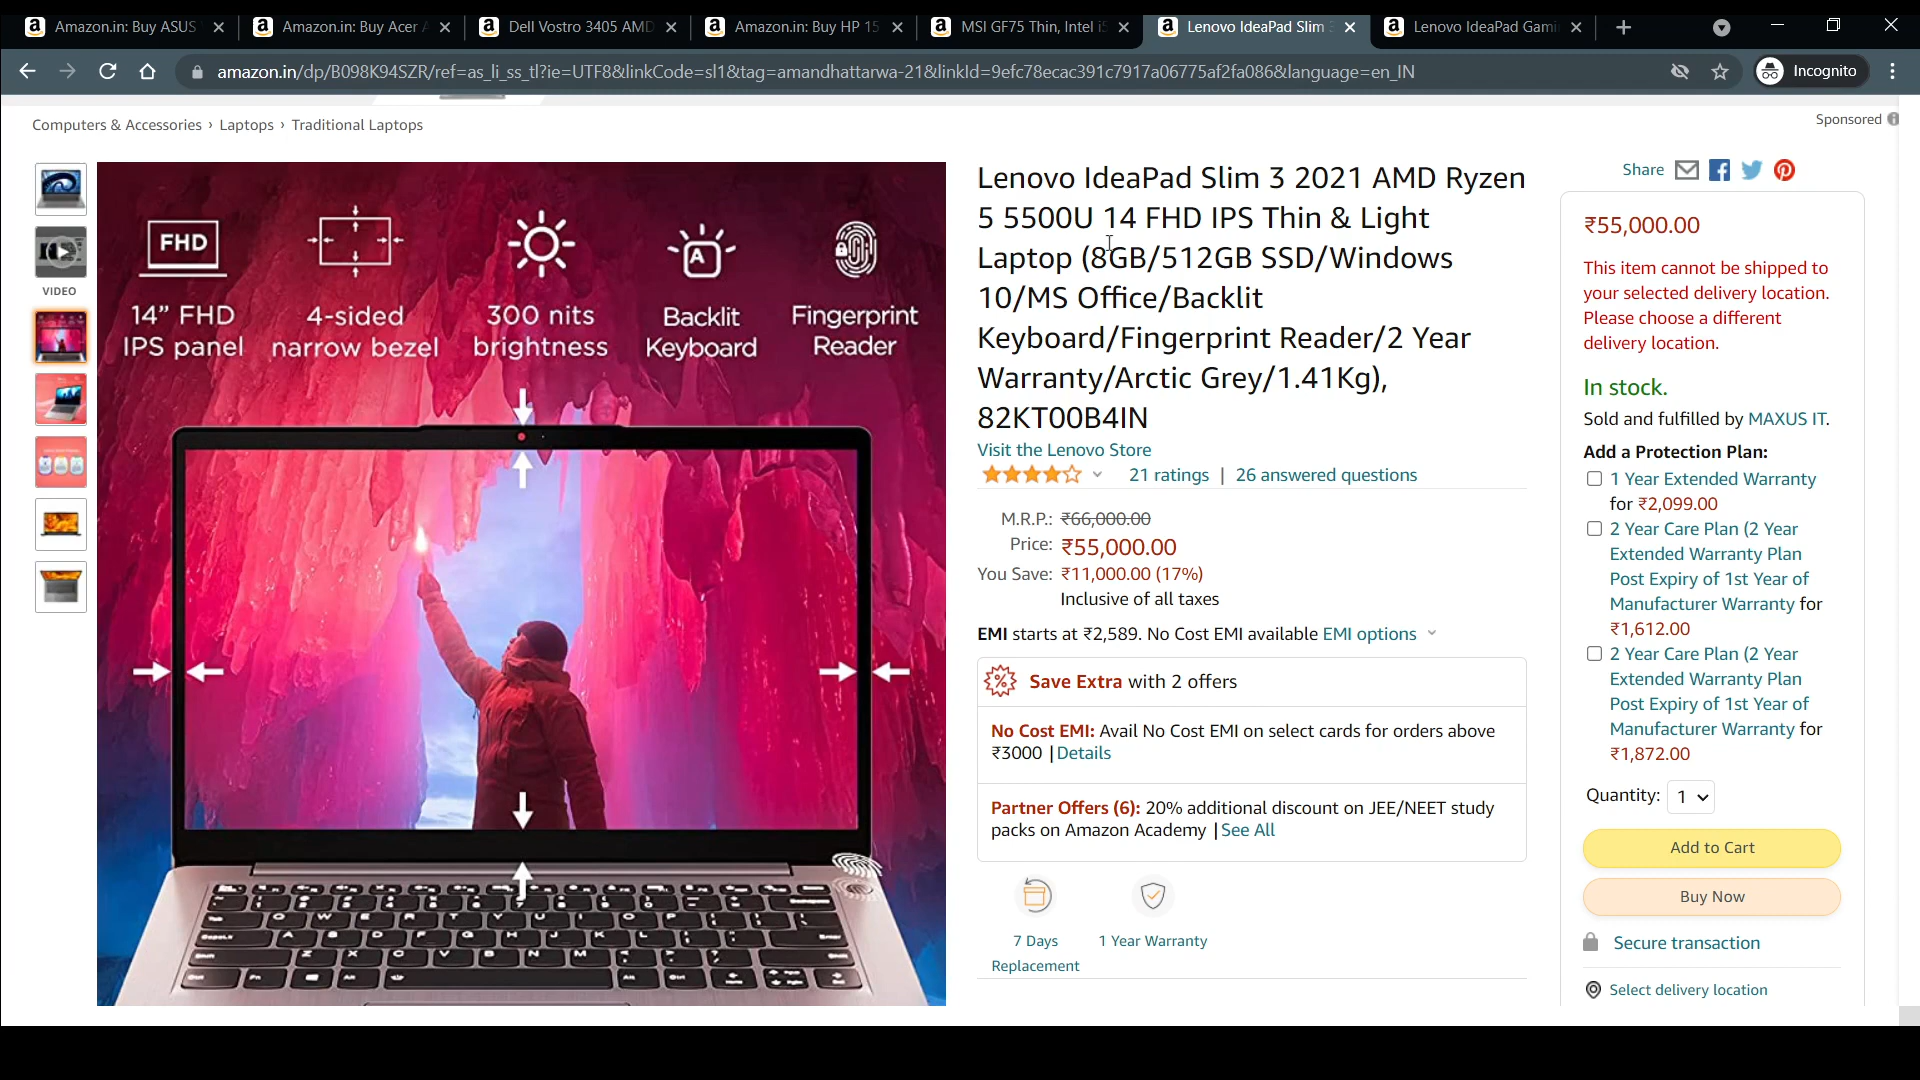 Amazon.in: Buy ASUS
Amazon.in: Buy Acer A
Dell Vostro 3405 AMD
Amazon.in: Buy HP 15
MSI GF75 Thin, Intel i5
Lenovo IdeaPad Slim 3
Lenovo IdeaPad Gami
amazon.in/dp/B098K94SZR/ref=as_li_ss_tl?ie=UTF8&linkCode=sl1&tag=amandhattarwa-21&linkId=9efc78ecac391c7917a06775af2fa086&language=en_IN
Incognito
Computers & Accessories › Laptops › Traditional Laptops
Sponsored
VIDEO
FHD
A
14” FHD
IPS panel
4-sided
narrow bezel
300 nits
brightness
Backlit
Keyboard
Fingerprint
Reader
Lenovo IdeaPad Slim 3 2021 AMD Ryzen
5 5500U 14 FHD IPS Thin & Light
Laptop (8GB/512GB SSD/Windows
10/MS Office/Backlit
Keyboard/Fingerprint Reader/2 Year
Warranty/Arctic Grey/1.41Kg),
82KT00B4IN
Visit the Lenovo Store
21 ratings | 26 answered questions
M.R.P.: ₹66,000.00
Price: ₹55,000.00
You Save: ₹11,000.00 (17%)
Inclusive of all taxes
EMI starts at ₹2,589. No Cost EMI available EMI options
Save Extra with 2 offers
No Cost EMI: Avail No Cost EMI on select cards for orders above
₹3000 | Details
Partner Offers (6): 20% additional discount on JEE/NEET study
packs on Amazon Academy | See All
7 Days
Replacement
1 Year Warranty
Share
₹55,000.00
This item cannot be shipped to
your selected delivery location.
Please choose a different
delivery location.
In stock.
Sold and fulfilled by MAXUS IT.
Add a Protection Plan:
1 Year Extended Warranty
for ₹2,099.00
2 Year Care Plan (2 Year
Extended Warranty Plan
Post Expiry of 1st Year of
Manufacturer Warranty for
₹1,612.00
2 Year Care Plan (2 Year
Extended Warranty Plan
Post Expiry of 1st Year of
Manufacturer Warranty for
₹1,872.00
Quantity: 1
Add to Cart
Buy Now
Secure transaction
Select delivery location